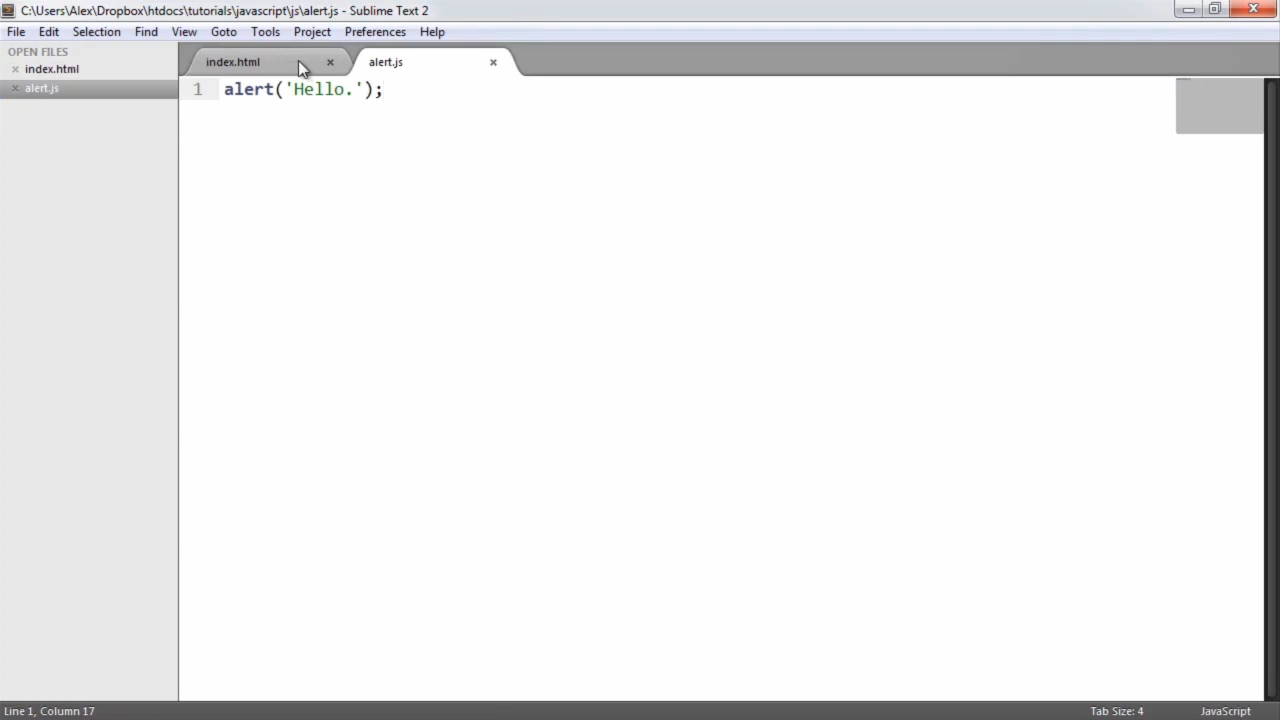 C:\Users\Alex\Dropbox\htdocs\tutorials\javascript\js\alert.js - Sublime Text 2
File Edit Selection Find View Goto Tools Project Preferences Help
OPEN FILES
index.html
alert.js
index.html alert.js
1 alert('Hello.');
Line 1, Column 17 Tab Size: 4 JavaScript